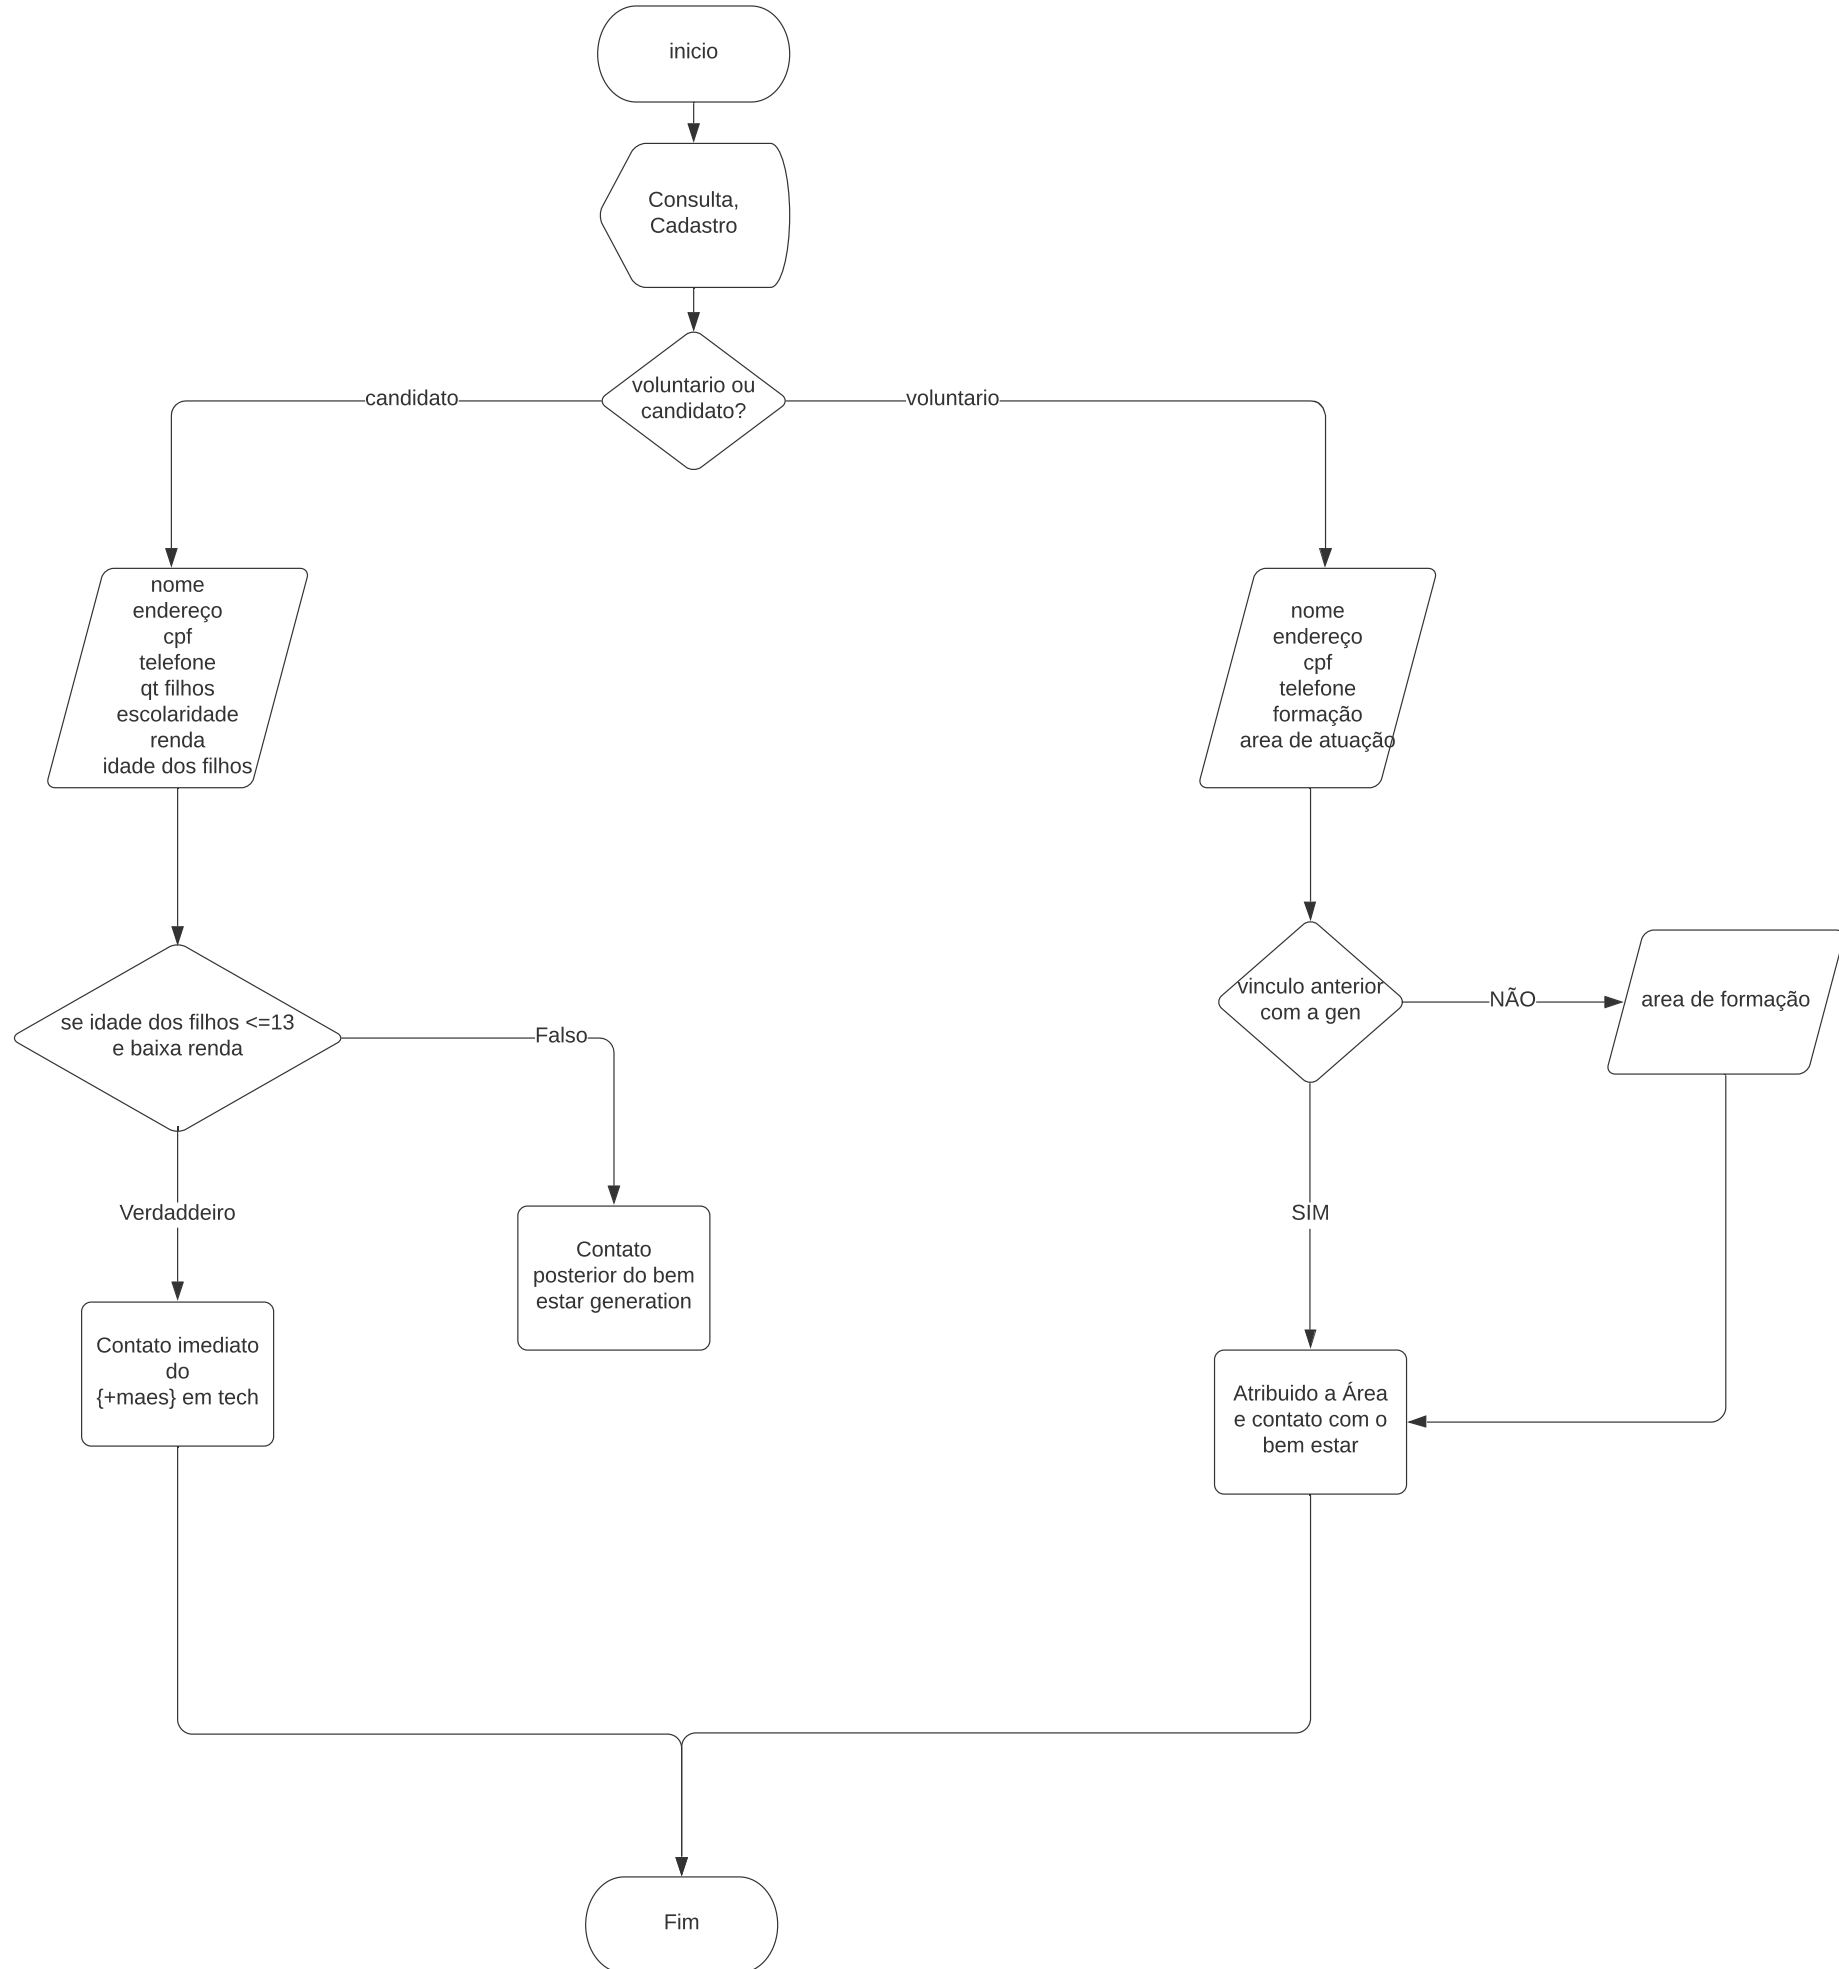 inicio
Consulta,
Cadastro
voluntario ou
candidato?
candidato
voluntario
nome
endereço
cpf
telefone
qt filhos
escolaridade
renda
idade dos filhos
nome
endereço
cpf
telefone
formação
area de atuação
se idade dos filhos <=13
e baixa renda
Falso
Verdaddeiro
Contato
posterior do bem
estar generation
Contato imediato
do
{+maes} em tech
vinculo anterior
com a gen
NÃO
area de formação
SIM
Atribuido a Área
e contato com o
bem estar
Fim